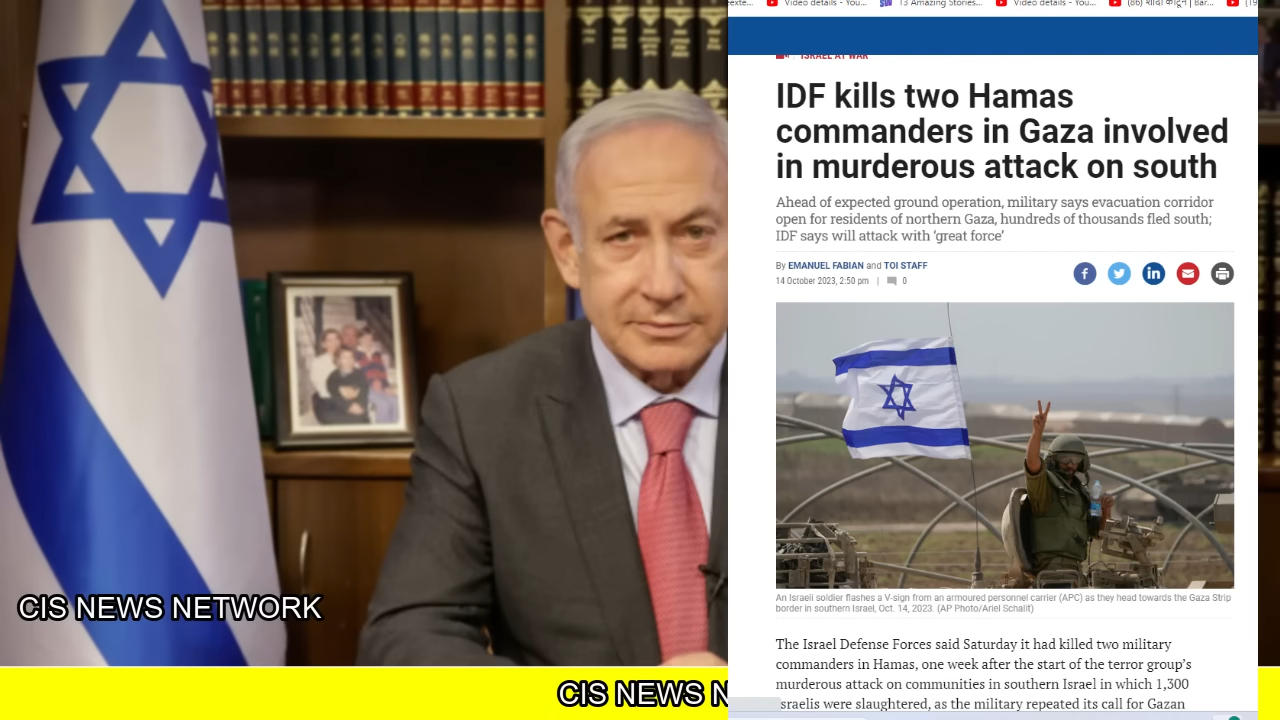 Video details - You...
13 Amazing Stories...
Video details - You...
(86) शादी कार्टून | Bar...
ISRAEL AT WAR
IDF kills two Hamas
commanders in Gaza involved
in murderous attack on south
Ahead of expected ground operation, military says evacuation corridor
open for residents of northern Gaza, hundreds of thousands fled south;
IDF says will attack with ‘great force’
By EMANUEL FABIAN and TOI STAFF
14 October 2023, 2:50 pm | 0
An Israeli soldier flashes a V-sign from an armoured personnel carrier (APC) as they head towards the Gaza Strip
border in southern Israel, Oct. 14, 2023. (AP Photo/Ariel Schalit)
The Israel Defense Forces said Saturday it had killed two military
commanders in Hamas, one week after the start of the terror group’s
murderous attack on communities in southern Israel in which 1,300
Israelis were slaughtered, as the military repeated its call for Gazan
CIS NEWS NETWORK
CIS NEWS N